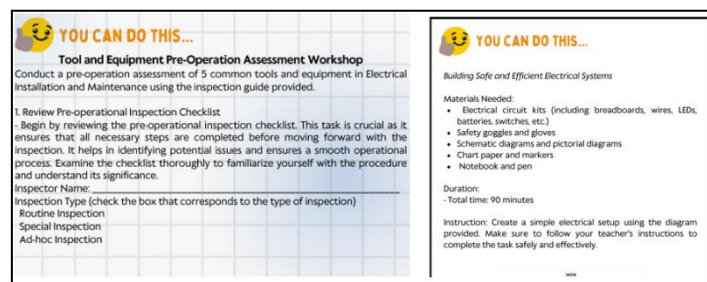 YOU CAN DO THIS...
Tool and Equipment Pre-Operation Assessment Workshop
Conduct a pre-operation assessment of 5 common tools and equipment in Electrical
Installation and Maintenance using the inspection guide provided.
1. Review Pre-operational Inspection Checklist
- Begin by reviewing the pre-operational inspection checklist. This task is crucial as it
ensures that all necessary steps are completed before moving forward with the
inspection. It helps in identifying potential issues and ensures a smooth operational
process. Examine the checklist thoroughly to familiarize yourself with the procedure
and understand its significance.
Inspector Name:
Inspection Type (check the box that corresponds to the type of inspection)
Routine Inspection
Special Inspection
Ad-hoc Inspection
YOU CAN DO THIS...
Building Safe and Efficient Electrical Systems
Materials Needed:
• Electrical circuit kits (including breadboards, wires, LEDs,
batteries, switches, etc.)
• Safety goggles and gloves
• Schematic diagrams and pictorial diagrams
• Chart paper and markers
• Notebook and pen
Duration:
- Total time: 90 minutes
Instruction: Create a simple electrical setup using the diagram
provided. Make sure to follow your teacher's instructions to
complete the task safely and effectively.
wire